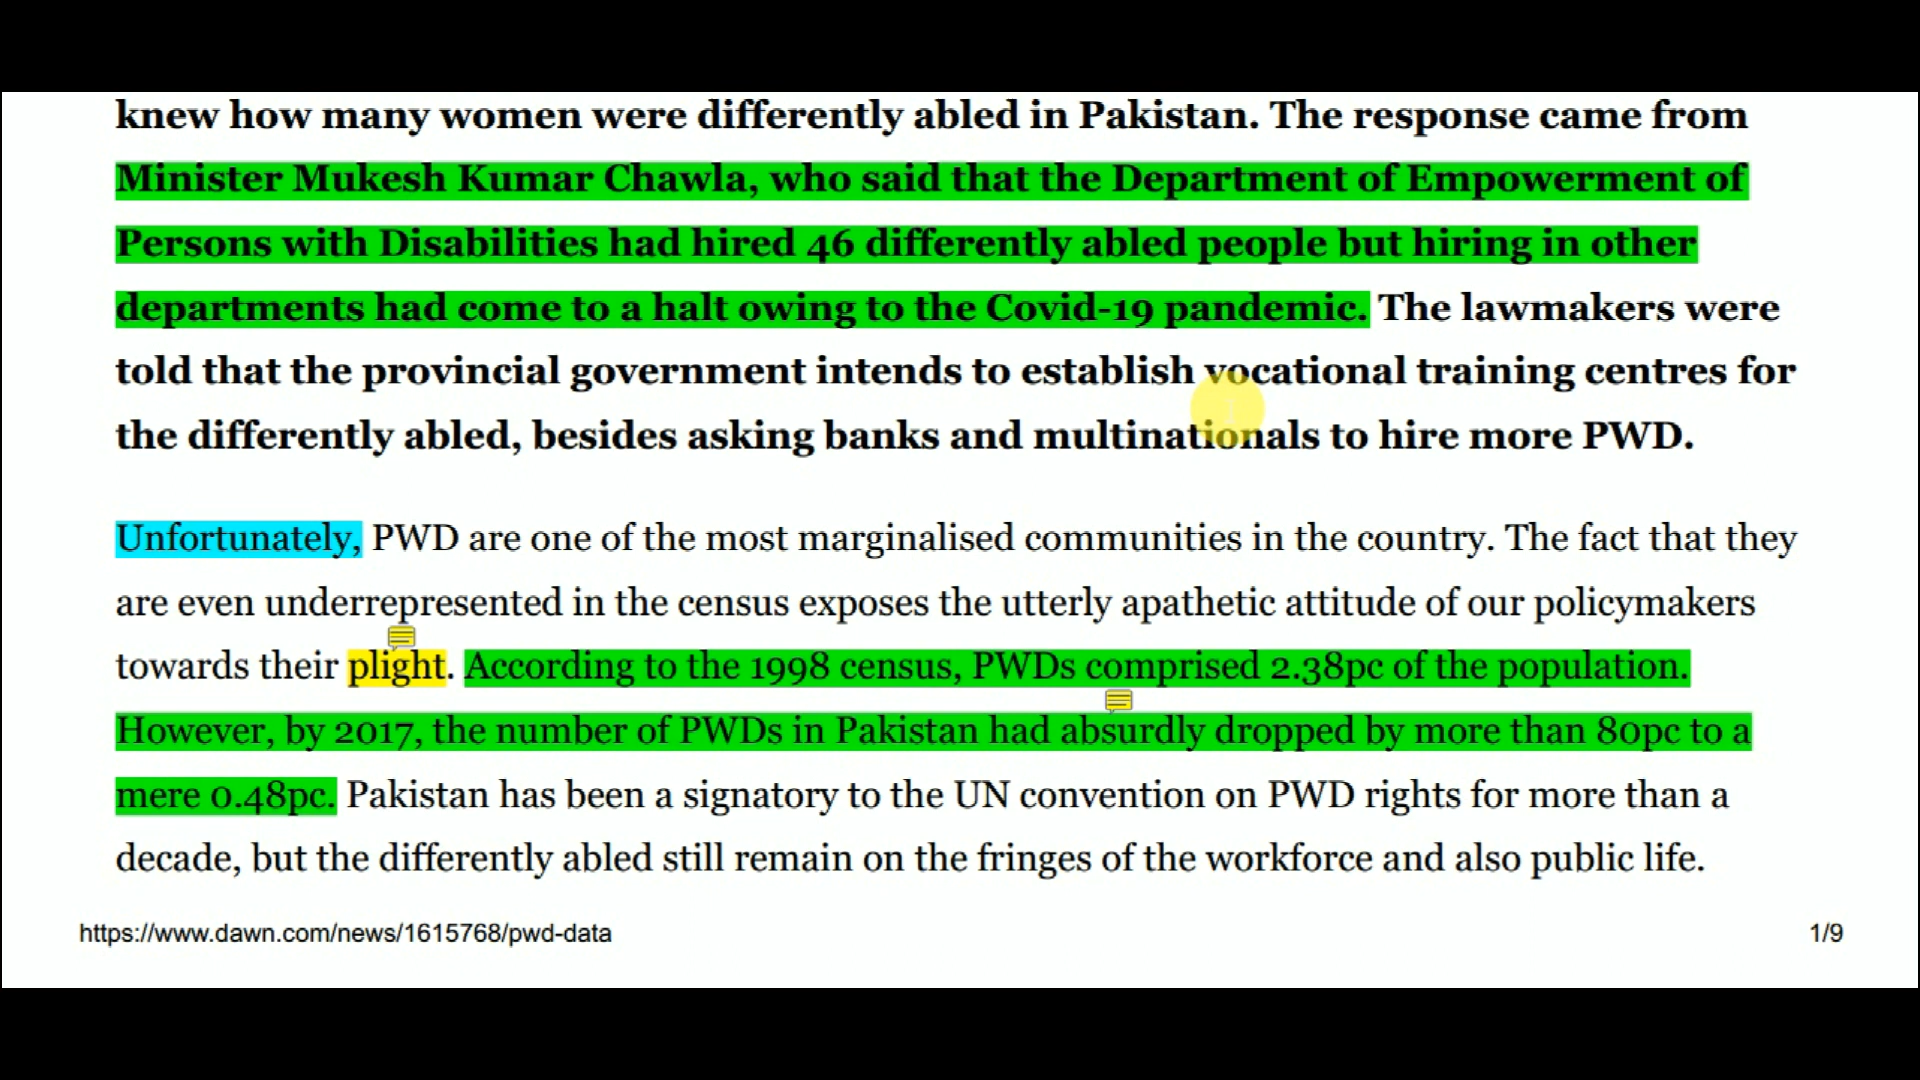 knew how many women were differently abled in Pakistan. The response came from
Minister Mukesh Kumar Chawla, who said that the Department of Empowerment of
Persons with Disabilities had hired 46 differently abled people but hiring in other
departments had come to a halt owing to the Covid-19 pandemic. The lawmakers were
told that the provincial government intends to establish vocational training centres for
the differently abled, besides asking banks and multinationals to hire more PWD.
Unfortunately, PWD are one of the most marginalised communities in the country. The fact that they
are even underrepresented in the census exposes the utterly apathetic attitude of our policymakers
towards their plight. According to the 1998 census, PWDs comprised 2.38pc of the population.
However, by 2017, the number of PWDs in Pakistan had absurdly dropped by more than 80pc to a
mere 0.48pc. Pakistan has been a signatory to the UN convention on PWD rights for more than a
decade, but the differently abled still remain on the fringes of the workforce and also public life.
https://www.dawn.com/news/1615768/pwd-data 1/9